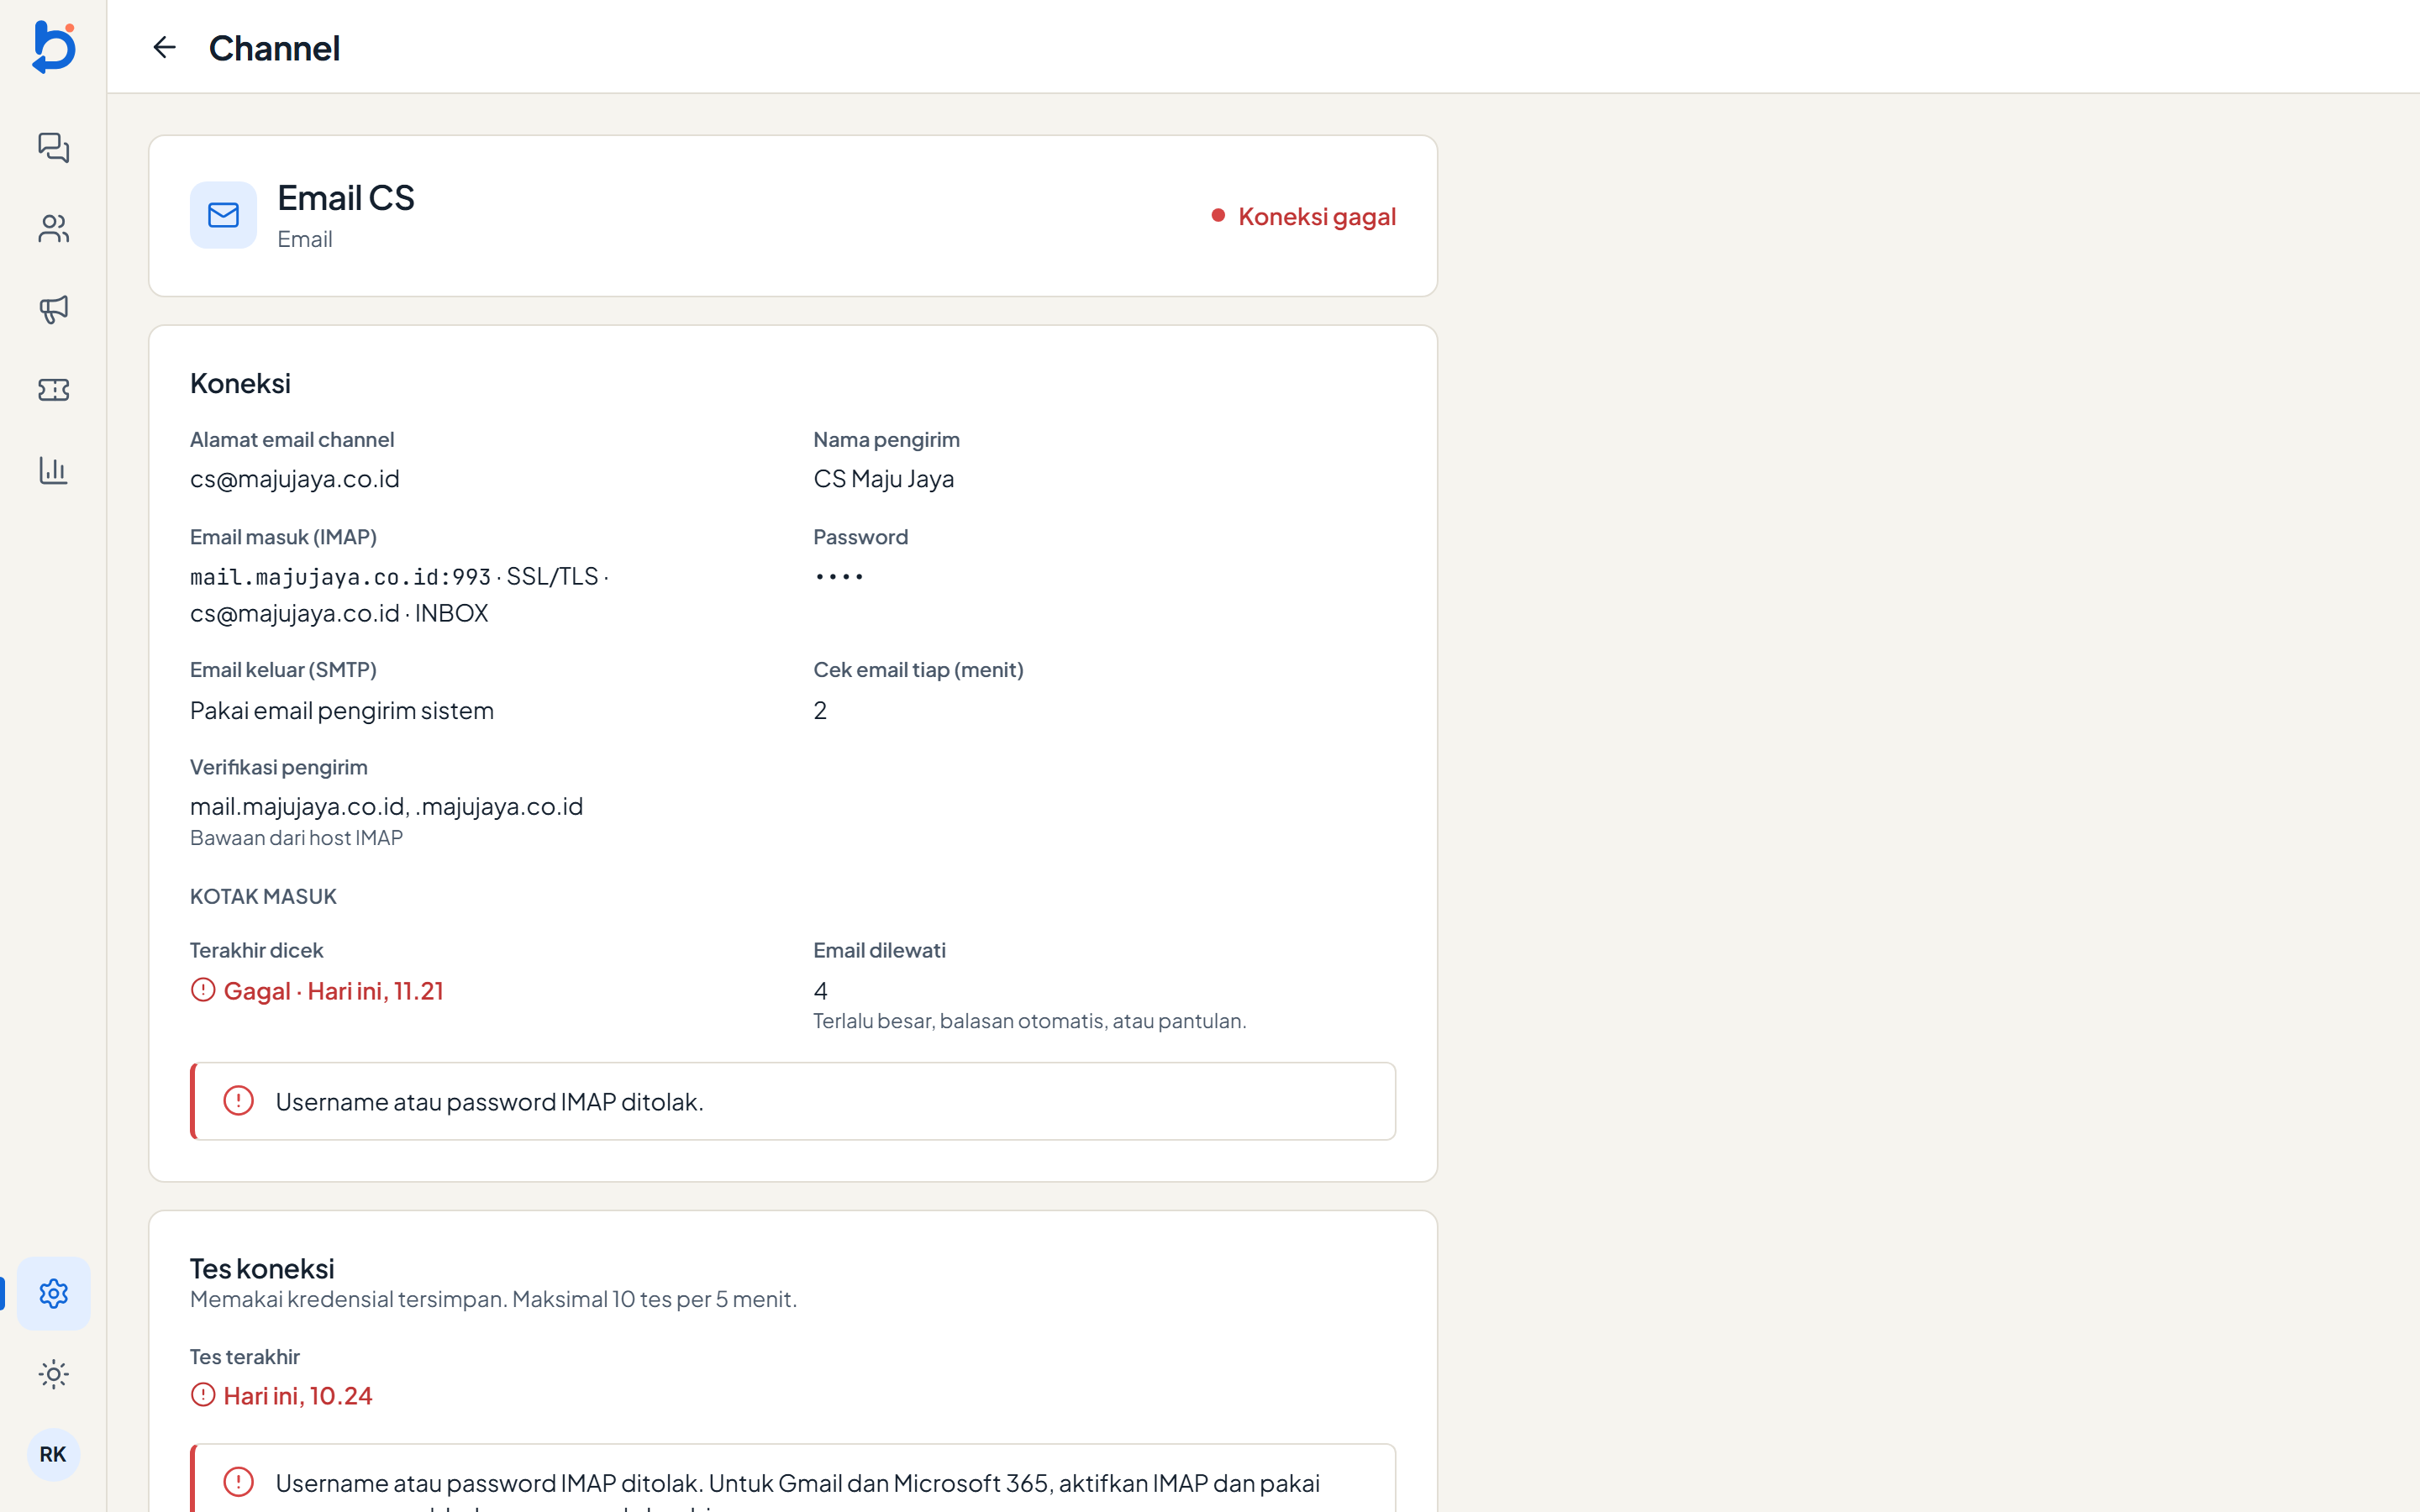 Channel
Email CS
Email
Koneksi gagal
Koneksi
Alamat email channel
cs@majujaya.co.id
Nama pengirim
CS Maju Jaya
Email masuk (IMAP)
mail.majujaya.co.id:993 · SSL/TLS ·
cs@majujaya.co.id · INBOX
Password
••••
Email keluar (SMTP)
Pakai email pengirim sistem
Cek email tiap (menit)
2
Verifikasi pengirim
mail.majujaya.co.id, .majujaya.co.id
Bawaan dari host IMAP
KOTAK MASUK
Terakhir dicek
Gagal · Hari ini, 11.21
Email dilewati
4
Terlalu besar, balasan otomatis, atau pantulan.
Username atau password IMAP ditolak.
Tes koneksi
Memakai kredensial tersimpan. Maksimal 10 tes per 5 menit.
Tes terakhir
Hari ini, 10.24
Username atau password IMAP ditolak. Untuk Gmail dan Microsoft 365, aktifkan IMAP dan pakai
RK